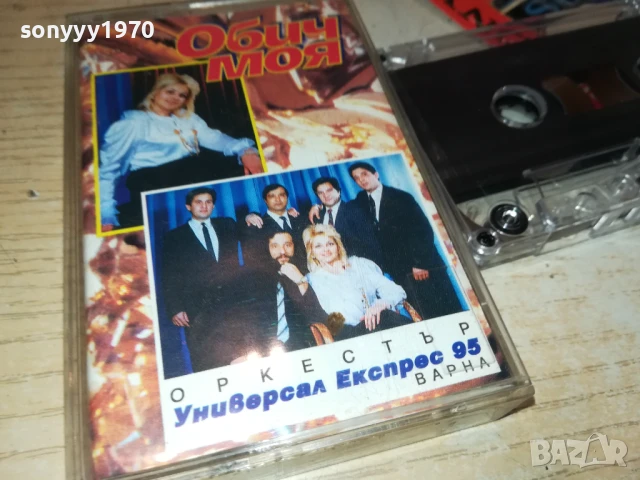 sonyyy1970
Обич
моя
ОРКЕСТЪР
Универсал Експрес 95
ВАРНА
BAZAR